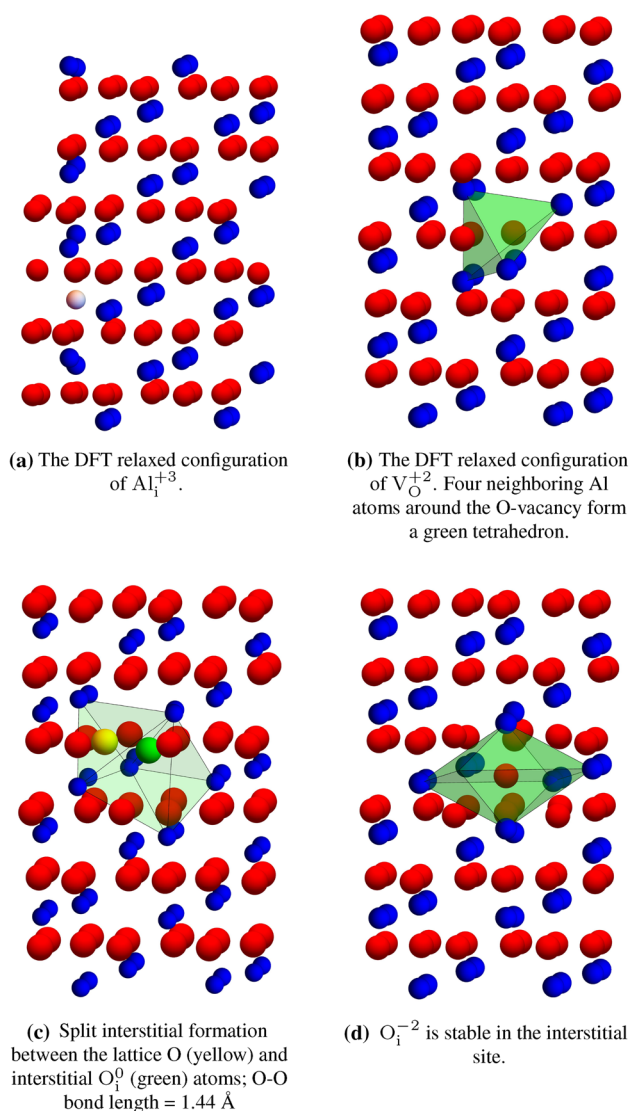 (a) The DFT relaxed configuration
of Al_i^{+3}.
(b) The DFT relaxed configuration
of V_O^{+2}. Four neighboring Al
atoms around the O-vacancy form
a green tetrahedron.
(c) Split interstitial formation
between the lattice O (yellow) and
interstitial O_i^0 (green) atoms; O-O
bond length = 1.44 Å
(d) O_i^{−2} is stable in the interstitial
site.